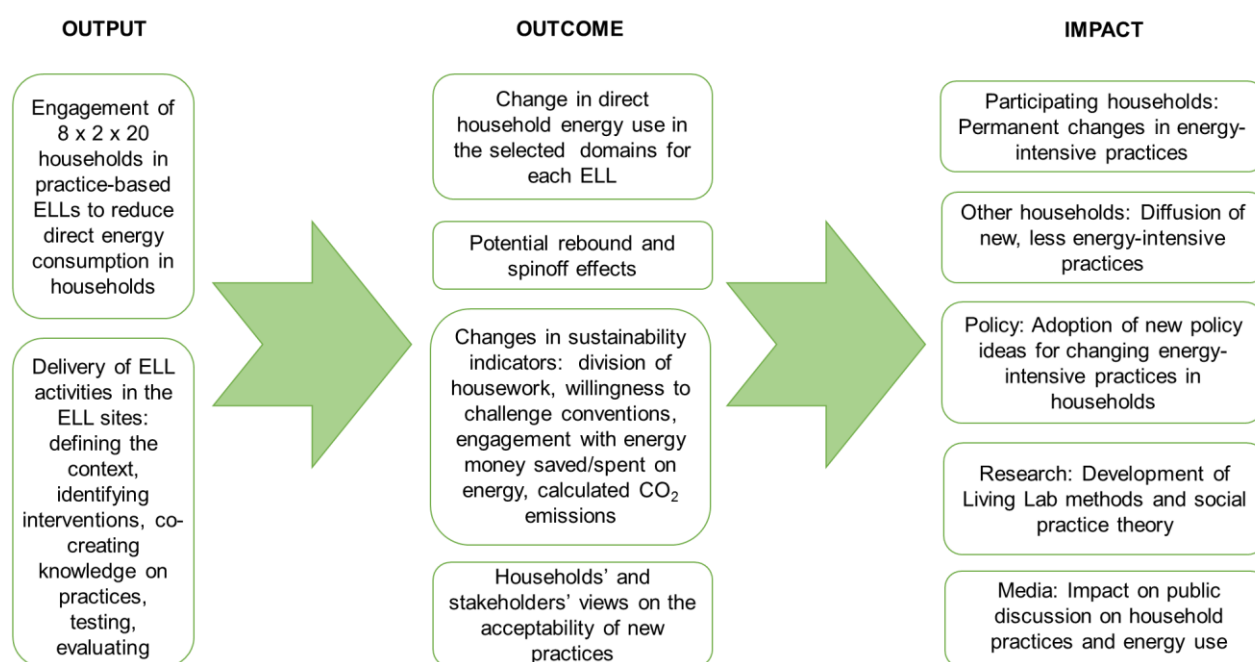 OUTPUT
Engagement of
8 x 2 x 20
households in
practice-based
ELLs to reduce
direct energy
consumption in
households
Delivery of ELL
activities in the
ELL sites:
defining the
context,
identifying
interventions, co-
creating
knowledge on
practices,
testing,
evaluating
OUTCOME
Change in direct
household energy use in
the selected domains for
each ELL
Potential rebound and
spinoff effects
Changes in sustainability
indicators: division of
housework, willingness to
challenge conventions,
engagement with energy
money saved/spent on
energy, calculated CO₂
emissions
Households’ and
stakeholders’ views on the
acceptability of new
practices
IMPACT
Participating households:
Permanent changes in energy-
intensive practices
Other households: Diffusion of
new, less energy-intensive
practices
Policy: Adoption of new policy
ideas for changing energy-
intensive practices in
households
Research: Development of
Living Lab methods and social
practice theory
Media: Impact on public
discussion on household
practices and energy use